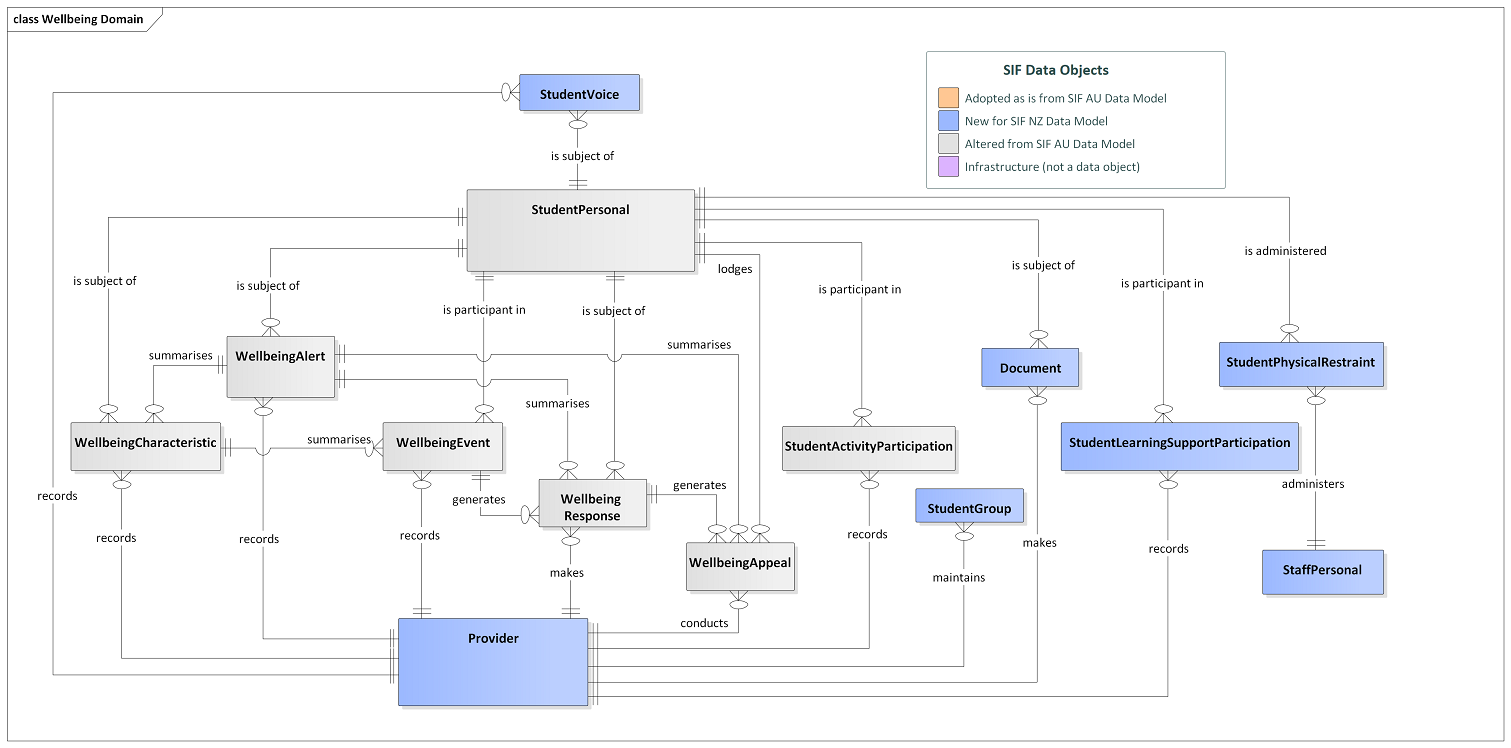 class Wellbeing Domain
SIF Data Objects
Adopted as is from SIF AU Data Model
New for SIF NZ Data Model
Altered from SIF AU Data Model
Infrastructure (not a data object)
StudentVoice
is subject of
StudentPersonal
is subject of
is subject of
is participant in
is subject of
lodges
is participant in
is subject of
is participant in
is administered
summarises
WellbeingAlert
summarises
summarises
Document
StudentPhysicalRestraint
WellbeingCharacteristic
summarises
WellbeingEvent
StudentActivityParticipation
StudentLearningSupportParticipation
records
generates
Wellbeing
Response
generates
StudentGroup
administers
records
records
records
makes
WellbeingAppeal
records
maintains
makes
records
StaffPersonal
conducts
Provider